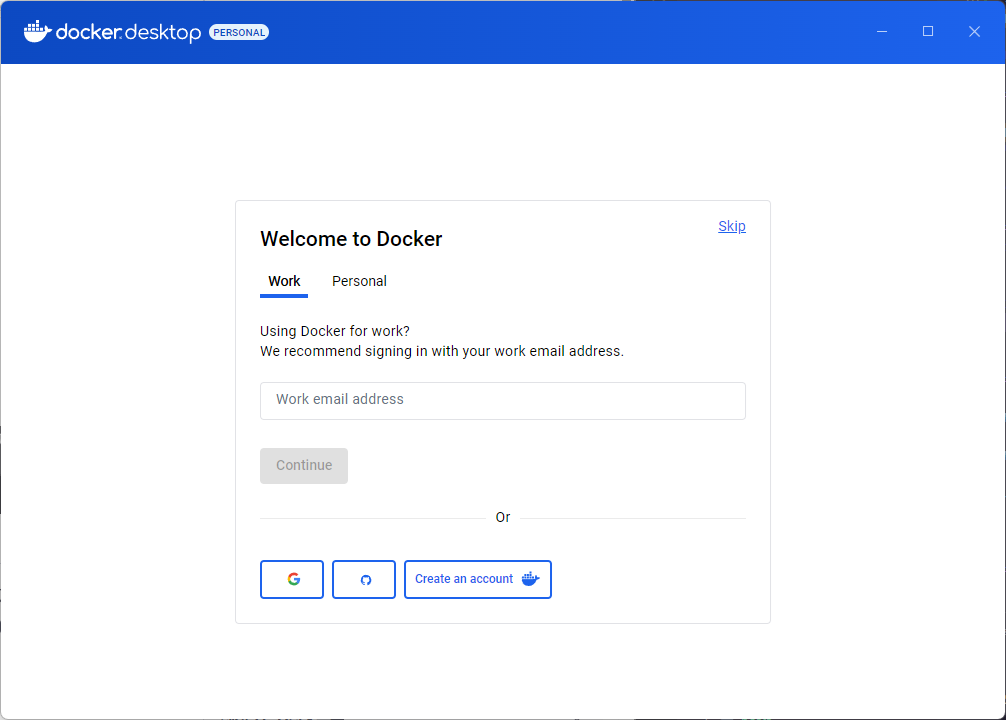 docker.desktop PERSONAL
Skip
Welcome to Docker
Work Personal
Using Docker for work?
We recommend signing in with your work email address.
Work email address
Continue
Or
G Create an account